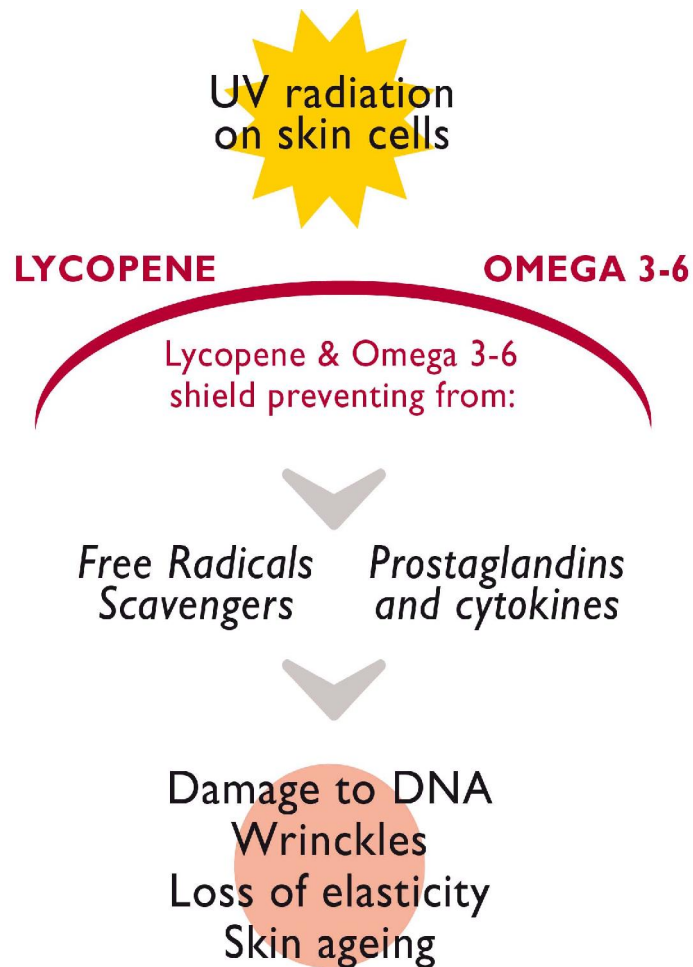 UV radiation
on skin cells
LYCOPENE
OMEGA 3-6
Lycopene & Omega 3-6
shield preventing from:
Free Radicals
Scavengers
Prostaglandins
and cytokines
Damage to DNA
Wrinckles
Loss of elasticity
Skin ageing